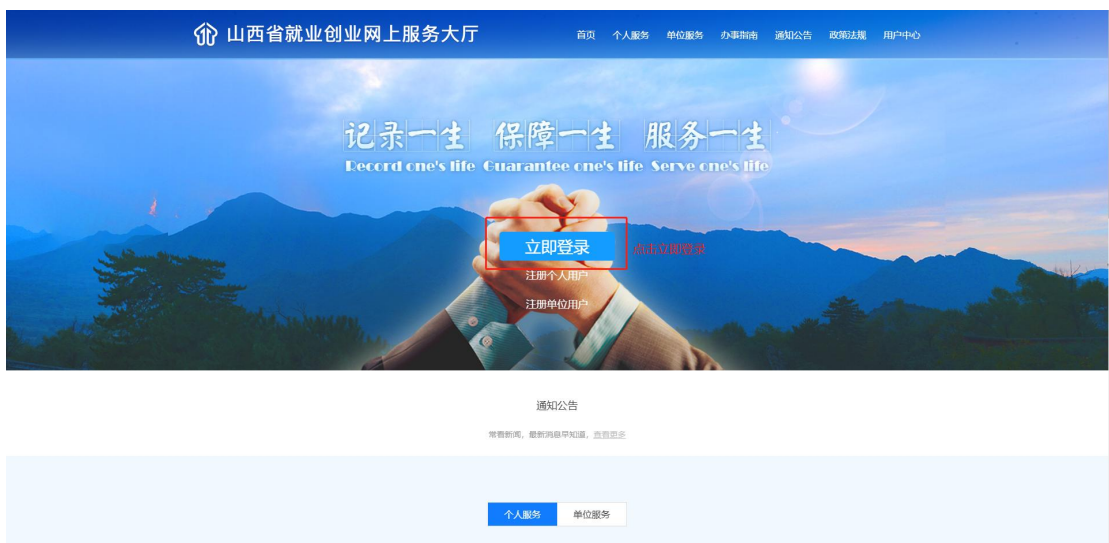 山西省就业创业网上服务大厅
首页 个人服务 单位服务 办事指南 通知公告 政策法规 用户中心
记录一生 保障一生 服务一生
Record one's life Guarantee one's life Serve one's life
立即登录 点击立即登录
注册个人用户
注册单位用户
通知公告
常看新闻，最新消息早知道，查看更多
个人服务 单位服务